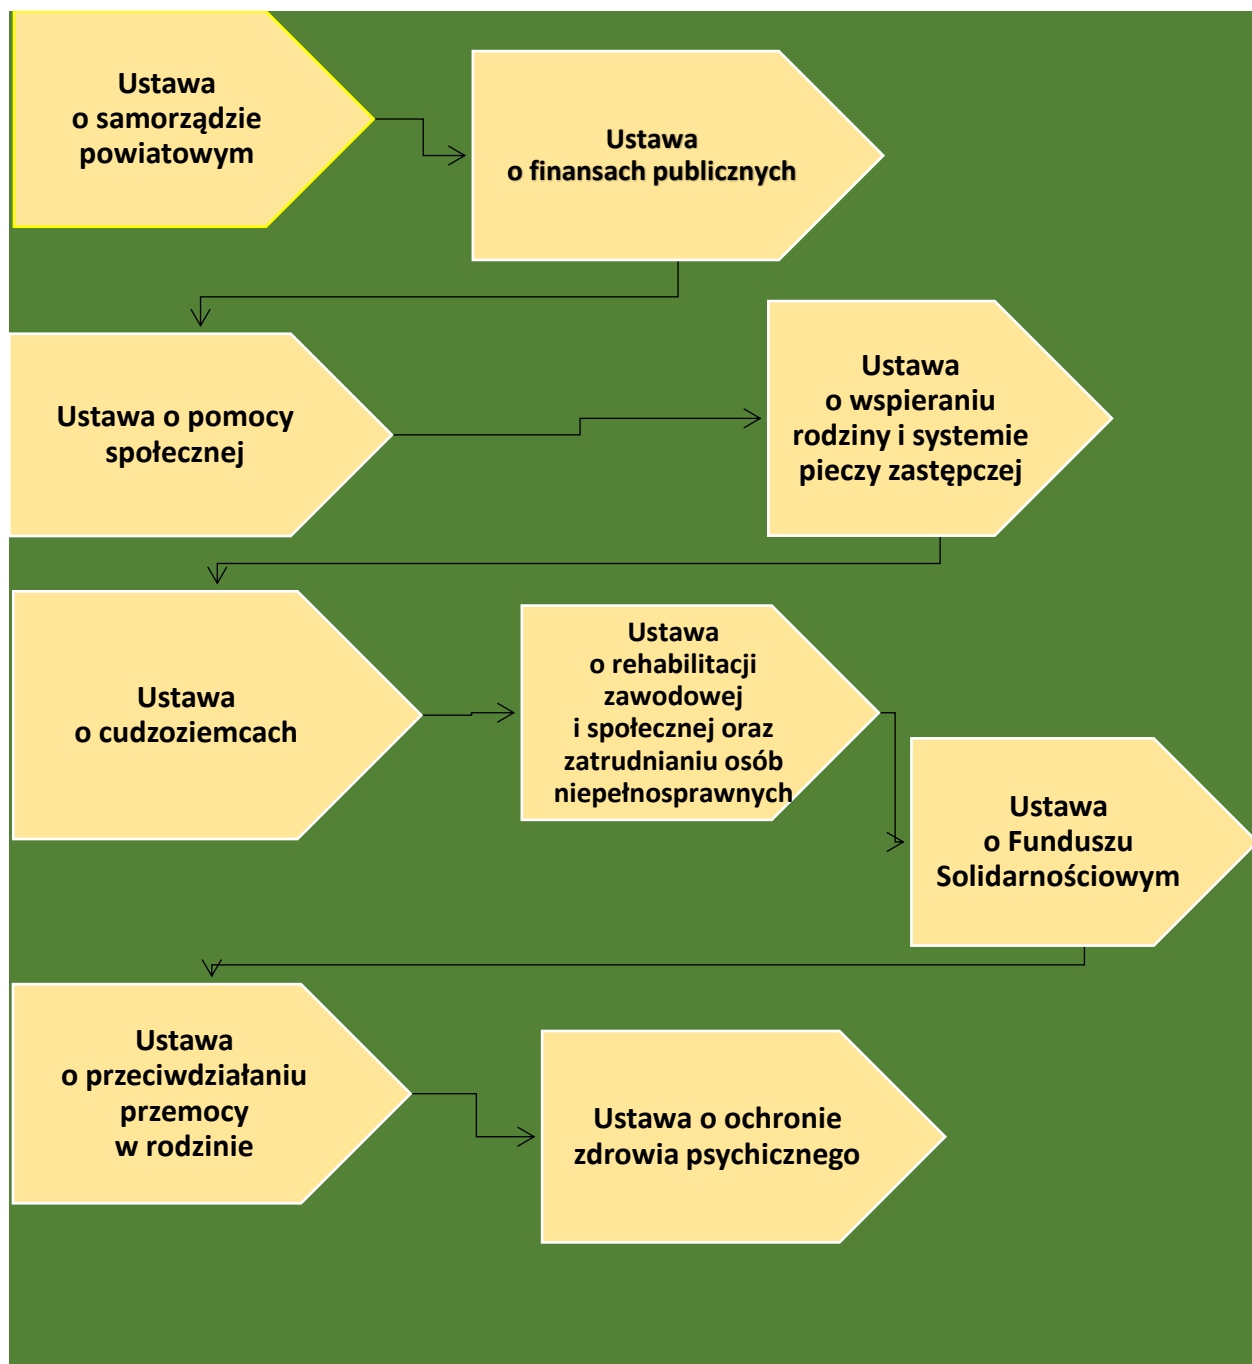 Ustawa
o samorządzie
powiatowym
Ustawa
o finansach publicznych
Ustawa o pomocy
społecznej
Ustawa
o wspieraniu
rodziny i systemie
pieczy zastępczej
Ustawa
o cudzoziemcach
Ustawa
o rehabilitacji
zawodowej
i społecznej oraz
zatrudnianiu osób
niepełnosprawnych
Ustawa
o Funduszu
Solidarnościowym
Ustawa
o przeciwdziałaniu
przemocy
w rodzinie
Ustawa o ochronie
zdrowia psychicznego